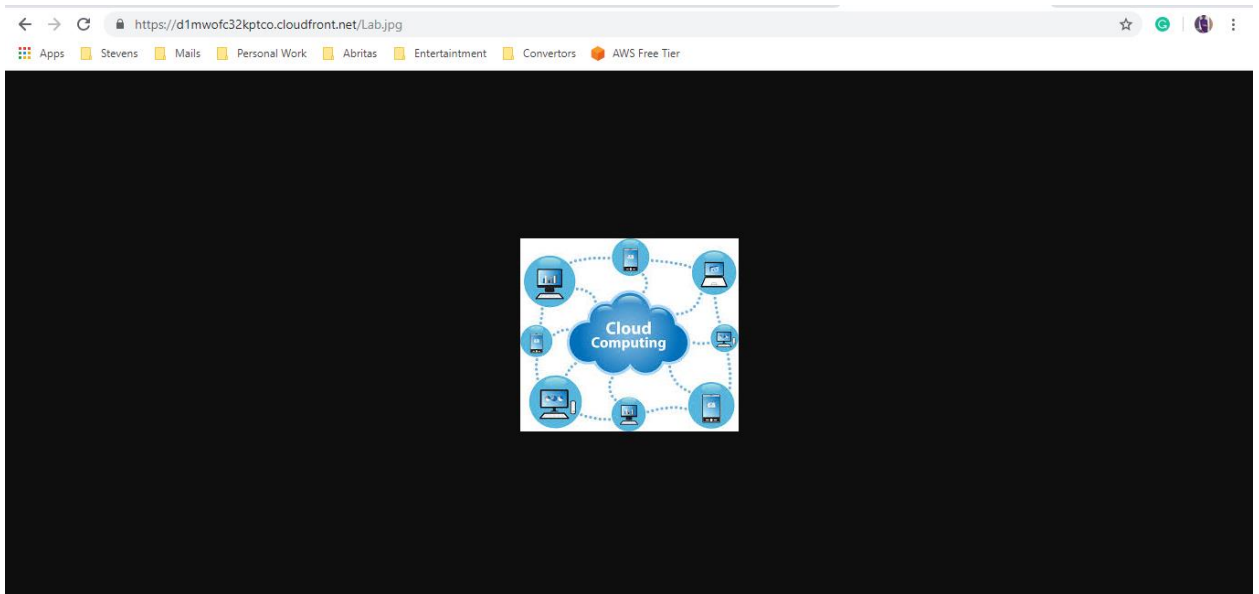 https://d1mwofc32kptco.cloudfront.net/Lab.jpg
Apps Stevens Mails Personal Work Abritas Entertaintment Convertors AWS Free Tier
Cloud
Computing